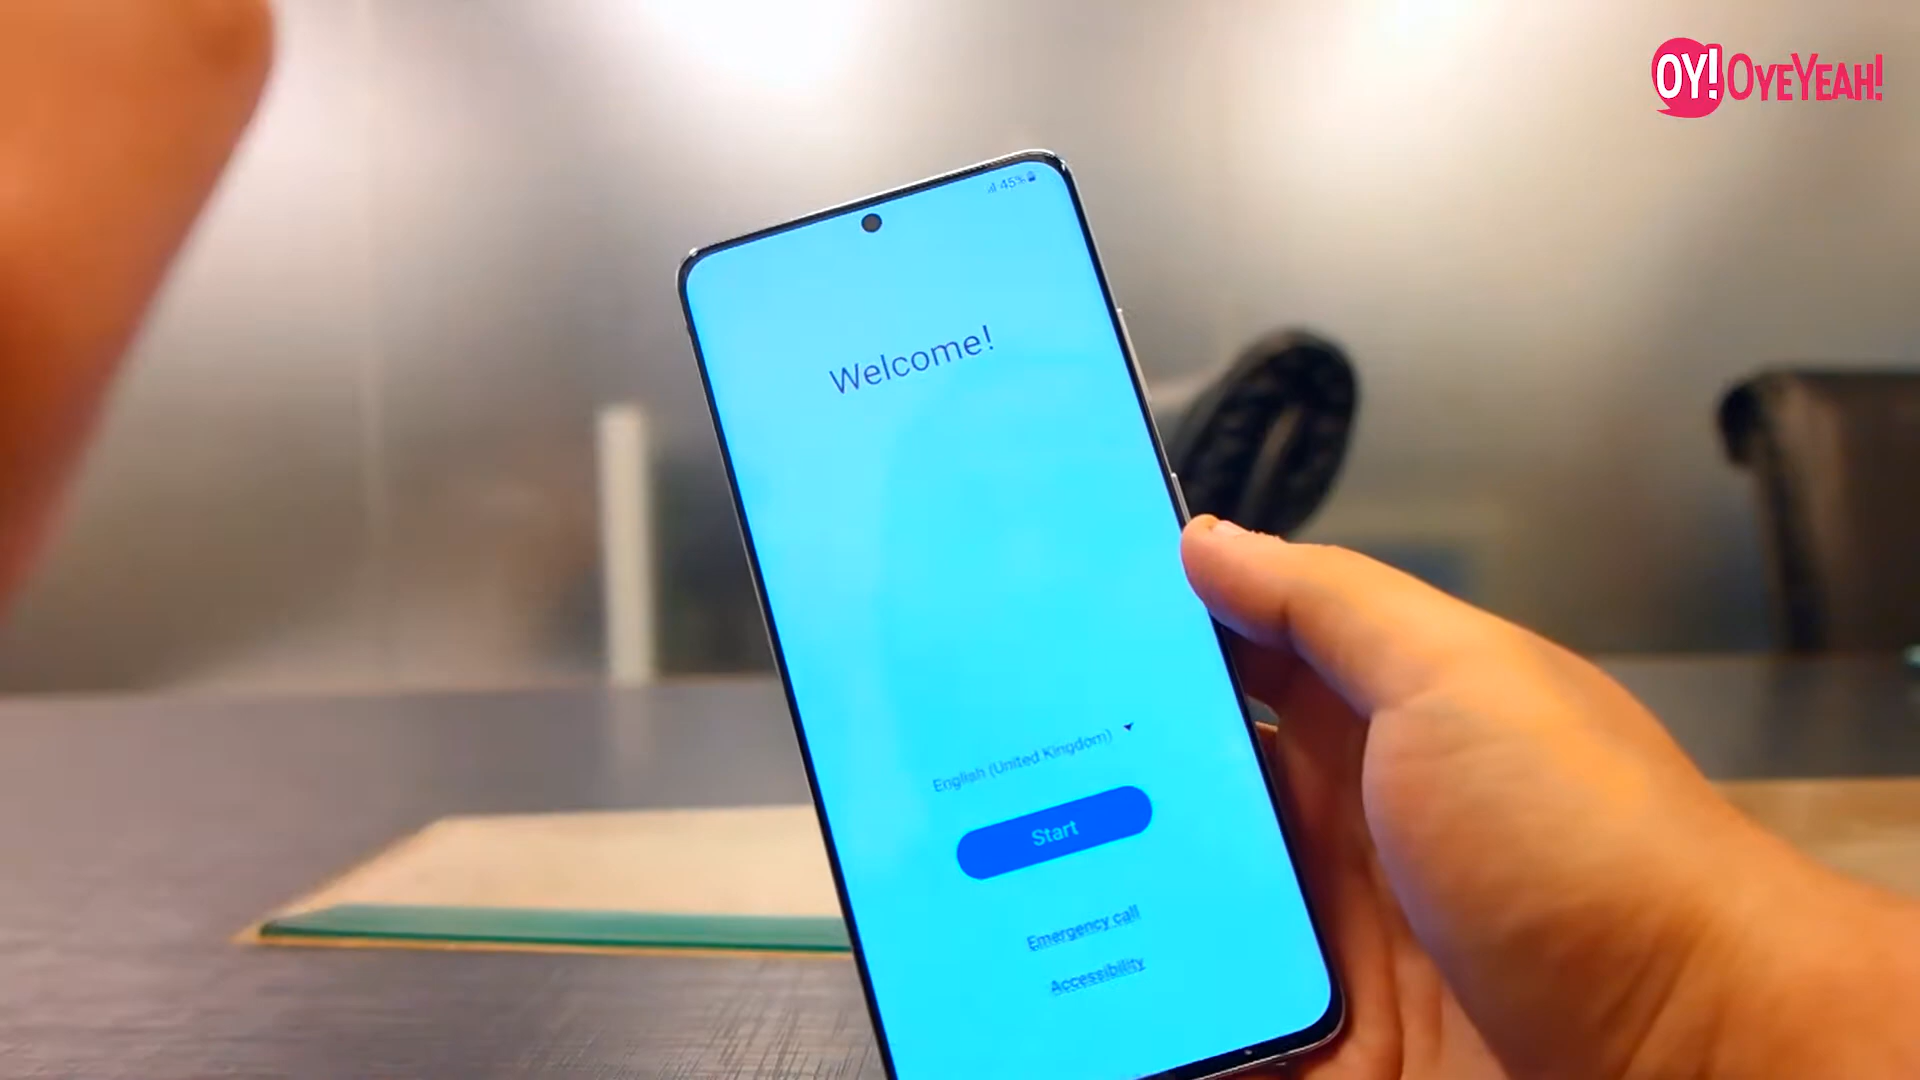 OY! OYEYEAH!
45%
Welcome!
English (United Kingdom)
Start
Emergency call
Accessibility